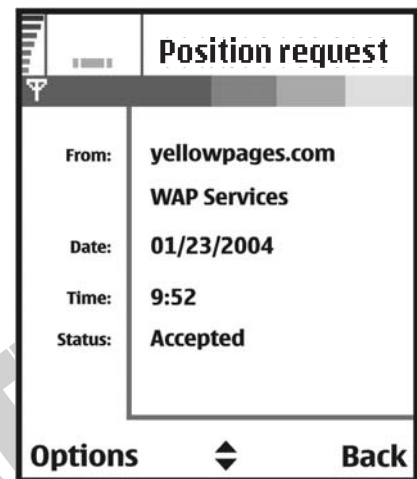 Position request
From: yellowpages.com
WAP Services
Date: 01/23/2004
Time: 9:52
Status: Accepted
Options Back